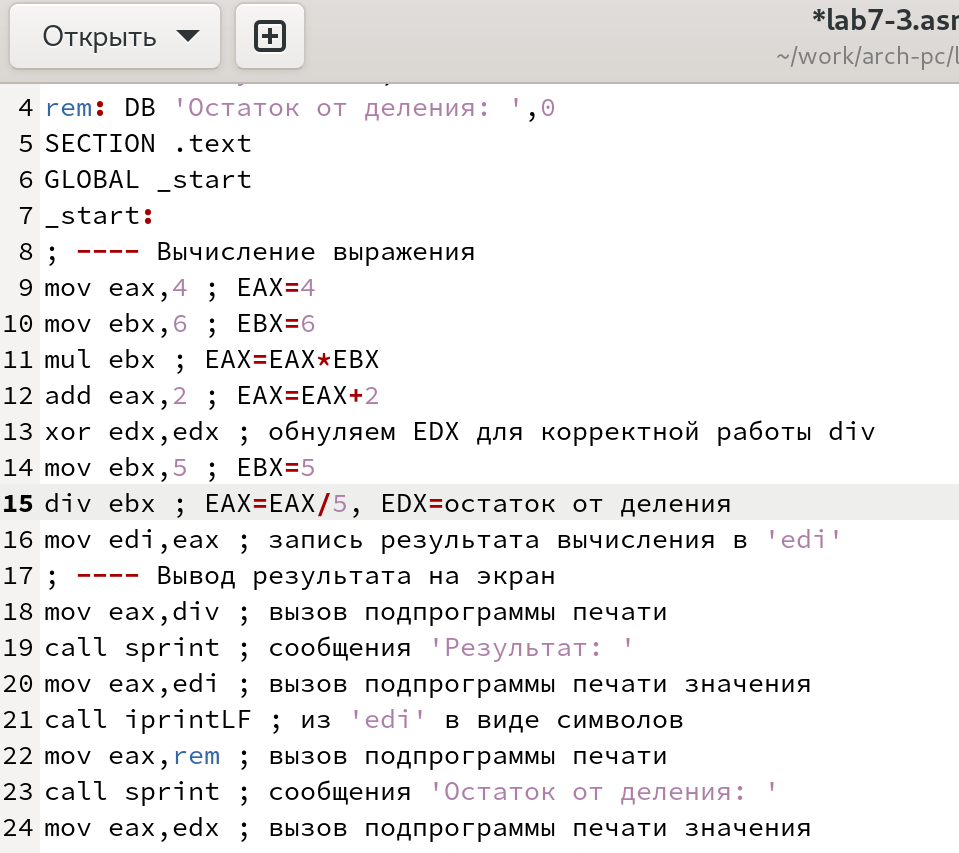 Открыть
*lab7-3.asm
~/work/arch-pc/l
4 rem: DB 'Остаток от деления: ',0
5 SECTION .text
6 GLOBAL _start
7 _start:
8 ; ---- Вычисление выражения
9 mov eax,4 ; EAX=4
10 mov ebx,6 ; EBX=6
11 mul ebx ; EAX=EAX*EBX
12 add eax,2 ; EAX=EAX+2
13 xor edx,edx ; обнуляем EDX для корректной работы div
14 mov ebx,5 ; EBX=5
15 div ebx ; EAX=EAX/5, EDX=остаток от деления
16 mov edi,eax ; запись результата вычисления в 'edi'
17 ; ---- Вывод результата на экран
18 mov eax,div ; вызов подпрограммы печати
19 call sprint ; сообщения 'Результат: '
20 mov eax,edi ; вызов подпрограммы печати значения
21 call iprintLF ; из 'edi' в виде символов
22 mov eax,rem ; вызов подпрограммы печати
23 call sprint ; сообщения 'Остаток от деления: '
24 mov eax,edx ; вызов подпрограммы печати значения